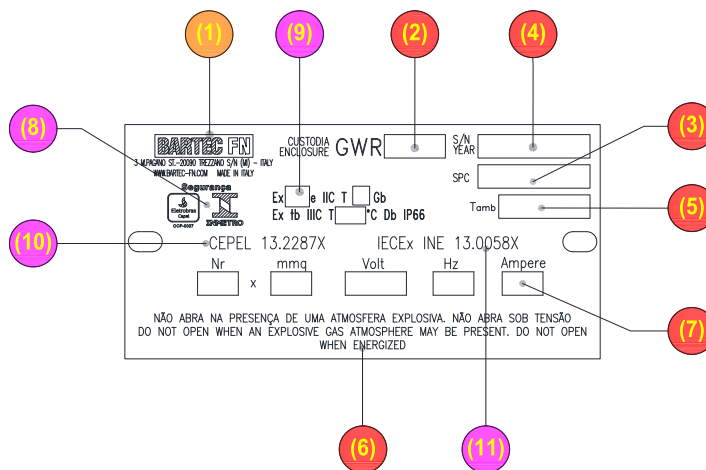 (1)
(9)
(2)
(4)
(3)
(8)
(5)
(10)
(7)
(6)
(11)
BARTEC FN
3 M.PAGANO ST.-20090 TREZZANO S/N (MI) - ITALY
WWW.BARTEC-FN.COM MADE IN ITALY
CUSTODIA
ENCLOSURE GWR
S/N
YEAR
SPC
Tamb
Segurança
Eletrobras
Cepel
OCP-0007
INMETRO
Ex e IIC T Gb
Ex tb IIIC T °C Db IP66
CEPEL 13.2287X IECEx INE 13.0058X
Nr x mmq Volt Hz Ampere
NÃO ABRA NA PRESENÇA DE UMA ATMOSFERA EXPLOSIVA. NÃO ABRA SOB TENSÃO
DO NOT OPEN WHEN AN EXPLOSIVE GAS ATMOSPHERE MAY BE PRESENT. DO NOT OPEN
WHEN ENERGIZED